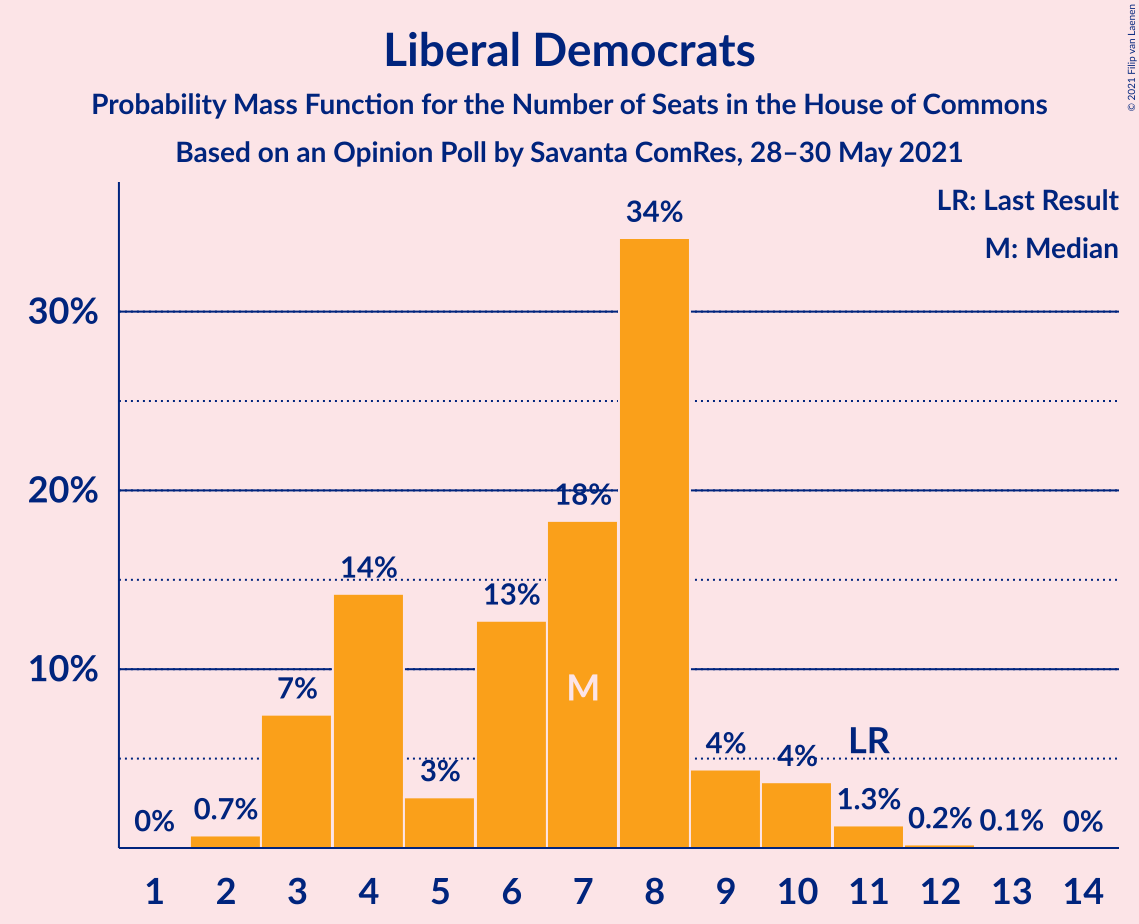 Liberal Democrats
Probability Mass Function for the Number of Seats in the House of Commons
Based on an Opinion Poll by Savanta ComRes, 28–30 May 2021
© 2021 Filip van Laenen
LR: Last Result
M: Median
30%
20%
10%
0%
0.7%
7%
14%
3%
13%
18%
34%
4%
4%
1.3%
0.2%
0.1%
0%
M
LR
1 2 3 4 5 6 7 8 9 10 11 12 13 14